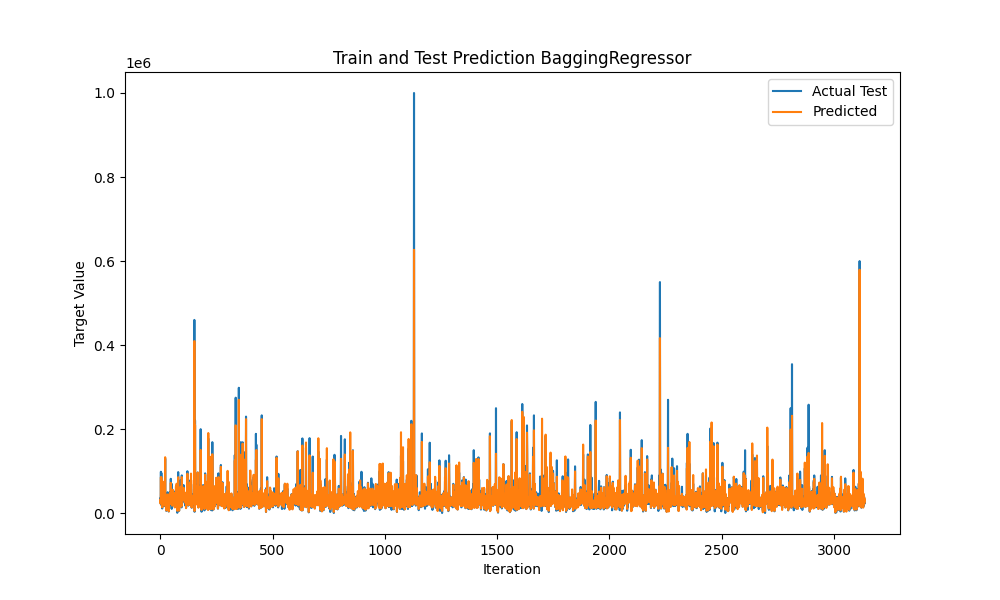 Train and Test Prediction BaggingRegressor
1e6
Actual Test
Predicted
1.0
0.8
0.6
0.4
0.2
0.0
Target Value
0
500
1000
1500
2000
2500
3000
Iteration